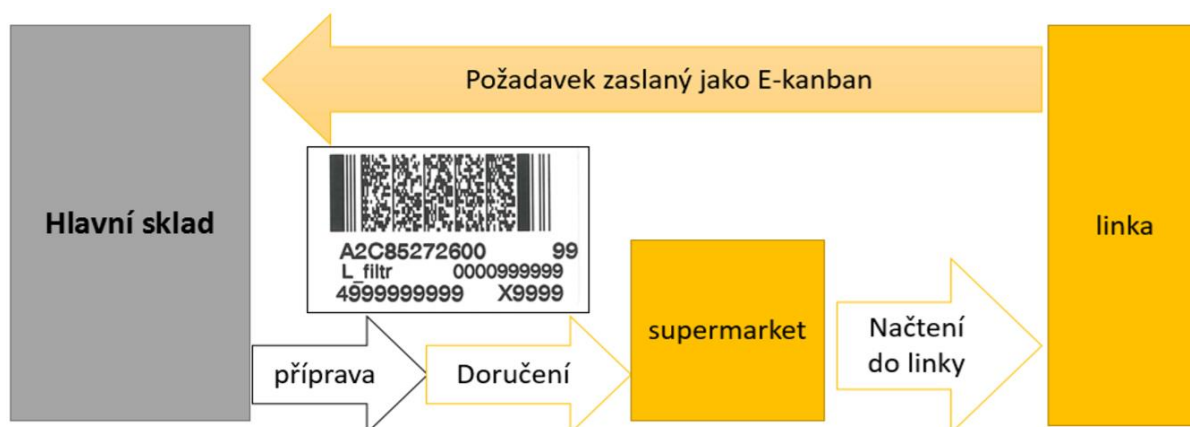 Požadavek zaslaný jako E-kanban
Hlavní sklad
A2C85272600 99
L_filtr 0000999999
4999999999 X9999
linka
supermarket
příprava
Doručení
Načtení
do linky